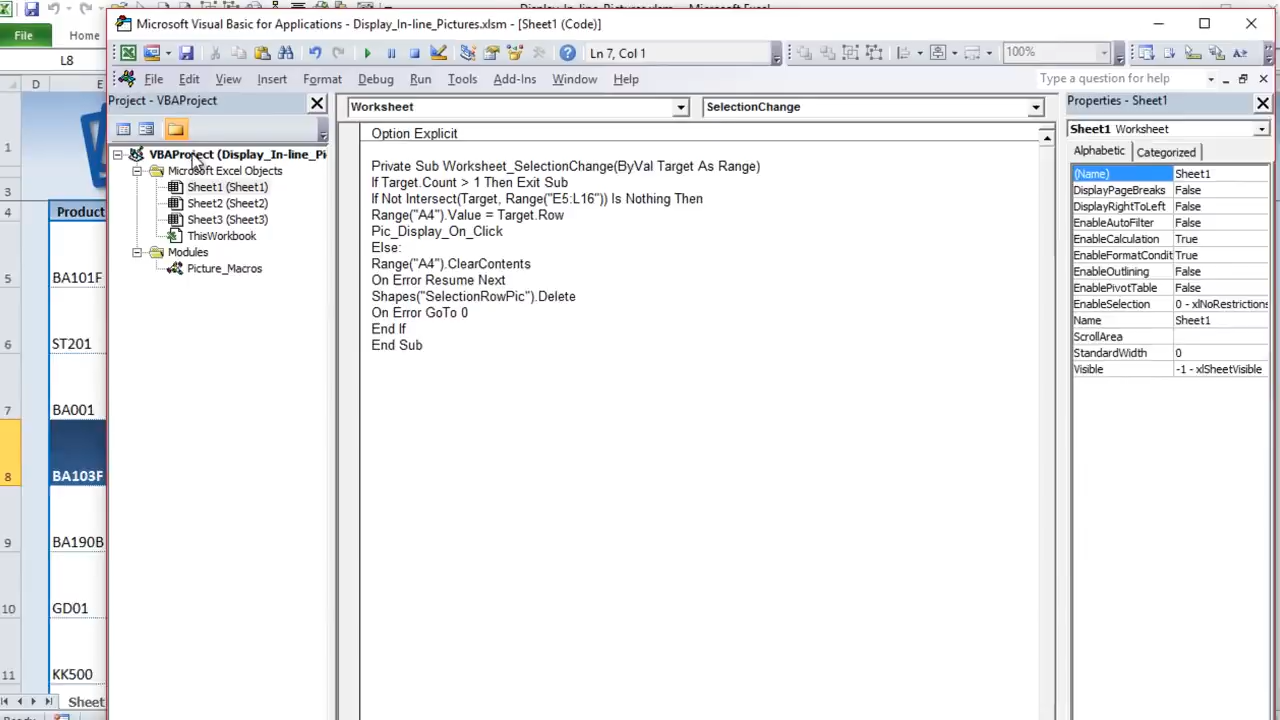 Display_In-line_Pictures.xlsm - Microsoft Excel
Microsoft Visual Basic for Applications - Display_In-line_Pictures.xlsm - [Sheet1 (Code)]
File Home
Ln 7, Col 1
100%
L8
File Edit View Insert Format Debug Run Tools Add-Ins Window Help
Type a question for help
Project - VBAProject
VBAProject (Display_In-line_Pi
Microsoft Excel Objects
Sheet1 (Sheet1)
Sheet2 (Sheet2)
Sheet3 (Sheet3)
ThisWorkbook
Modules
Picture_Macros
Worksheet SelectionChange
Option Explicit
Private Sub Worksheet_SelectionChange(ByVal Target As Range)
If Target.Count > 1 Then Exit Sub
If Not Intersect(Target, Range("E5:L16")) Is Nothing Then
Range("A4").Value = Target.Row
Pic_Display_On_Click
Else:
Range("A4").ClearContents
On Error Resume Next
Shapes("SelectionRowPic").Delete
On Error GoTo 0
End If
End Sub
Properties - Sheet1
Sheet1 Worksheet
Alphabetic Categorized
(Name) Sheet1
DisplayPageBreaks False
DisplayRightToLeft False
EnableAutoFilter False
EnableCalculation True
EnableFormatCondit True
EnableOutlining False
EnablePivotTable False
EnableSelection 0 - xlNoRestrictions
Name Sheet1
ScrollArea
StandardWidth 0
Visible -1 - xlSheetVisible
D E
1
3
4 Product
5 BA101F
6 ST201
7 BA001
8 BA103F
9 BA190B
10 GD01
11 KK500
Sheet
Ready